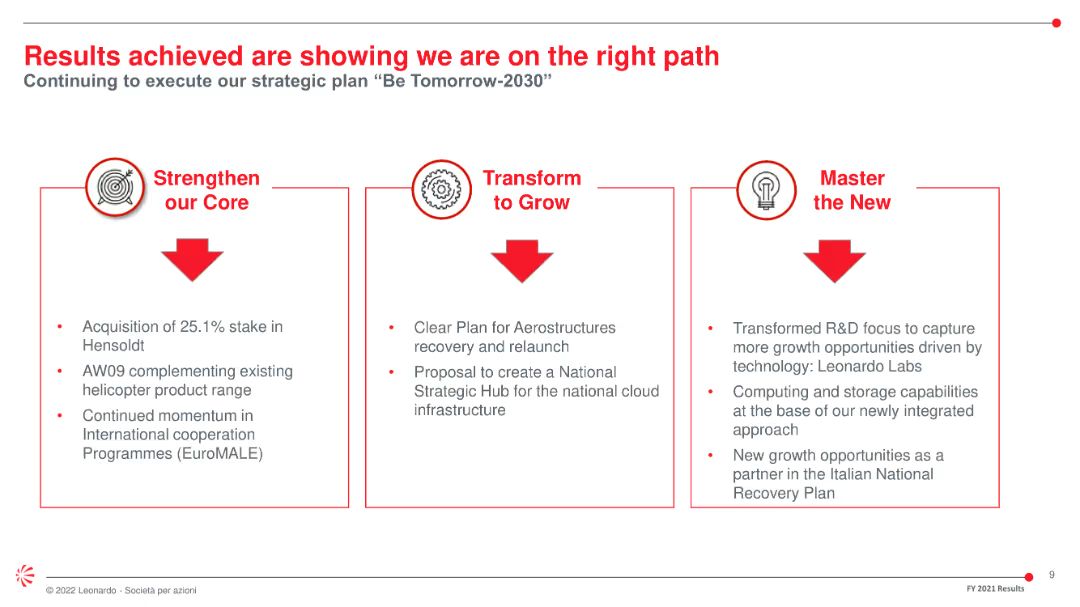 Results achieved are showing we are on the right path
Continuing to execute our strategic plan “Be Tomorrow-2030”
Strengthen
our Core
• Acquisition of 25.1% stake in
Hensoldt
• AW09 complementing existing
helicopter product range
• Continued momentum in
International cooperation
Programmes (EuroMALE)
Transform
to Grow
• Clear Plan for Aerostructures
recovery and relaunch
• Proposal to create a National
Strategic Hub for the national cloud
infrastructure
Master
the New
• Transformed R&D focus to capture
more growth opportunities driven by
technology: Leonardo Labs
• Computing and storage capabilities
at the base of our newly integrated
approach
• New growth opportunities as a
partner in the Italian National
Recovery Plan
© 2022 Leonardo - Società per azioni
FY 2021 Results
9